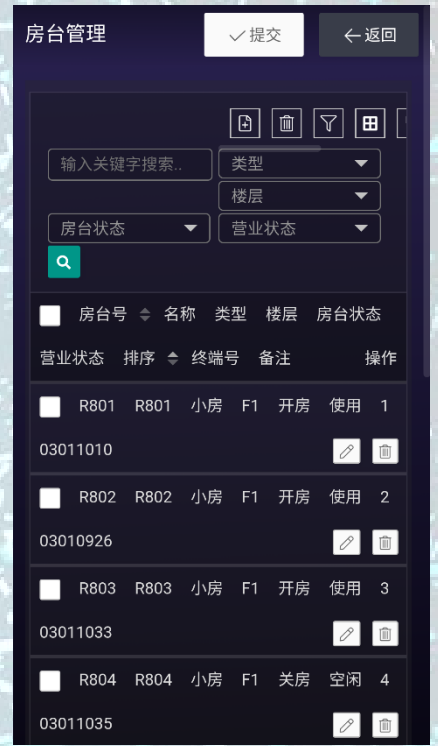 房台管理 提交 返回
输入关键字搜索.. 类型
楼层
房台状态 营业状态
房台号 名称 类型 楼层 房台状态
营业状态 排序 终端号 备注 操作
R801 R801 小房 F1 开房 使用 1
03011010
R802 R802 小房 F1 开房 使用 2
03010926
R803 R803 小房 F1 开房 使用 3
03011033
R804 R804 小房 F1 关房 空闲 4
03011035